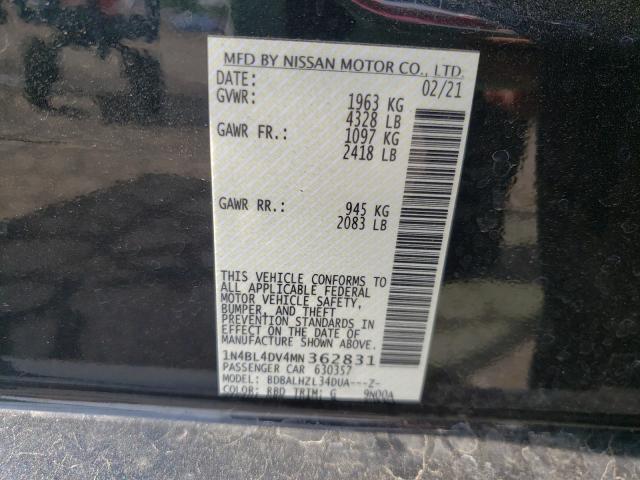 MFD BY NISSAN MOTOR CO., LTD.
DATE: 02/21
GVWR: 1963 KG
4328 LB
GAWR FR.: 1097 KG
2418 LB
GAWR RR.: 945 KG
2083 LB
THIS VEHICLE CONFORMS TO
ALL APPLICABLE FEDERAL
MOTOR VEHICLE SAFETY,
BUMPER, AND THEFT
PREVENTION STANDARDS IN
EFFECT ON THE DATE OF
MANUFACTURE SHOWN ABOVE.
1N4BL4DV4MN362831
PASSENGER CAR 630357
MODEL: BDBALHZL34DUA---Z-
COLOR: RBD TRIM: G 9N00A